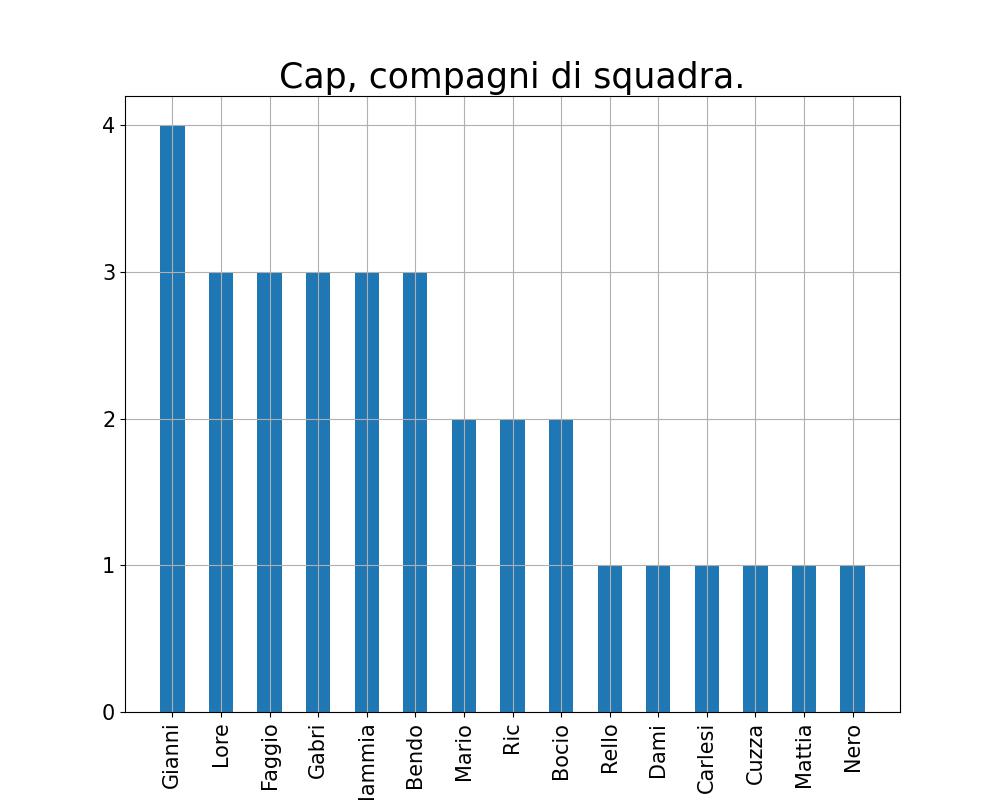 Cap, compagni di squadra.
4
3
2
1
0
Gianni
Lore
Faggio
Gabri
Bendo
Mario
Ric
Bocio
Rello
Dami
Carlesi
Cuzza
Mattia
Nero